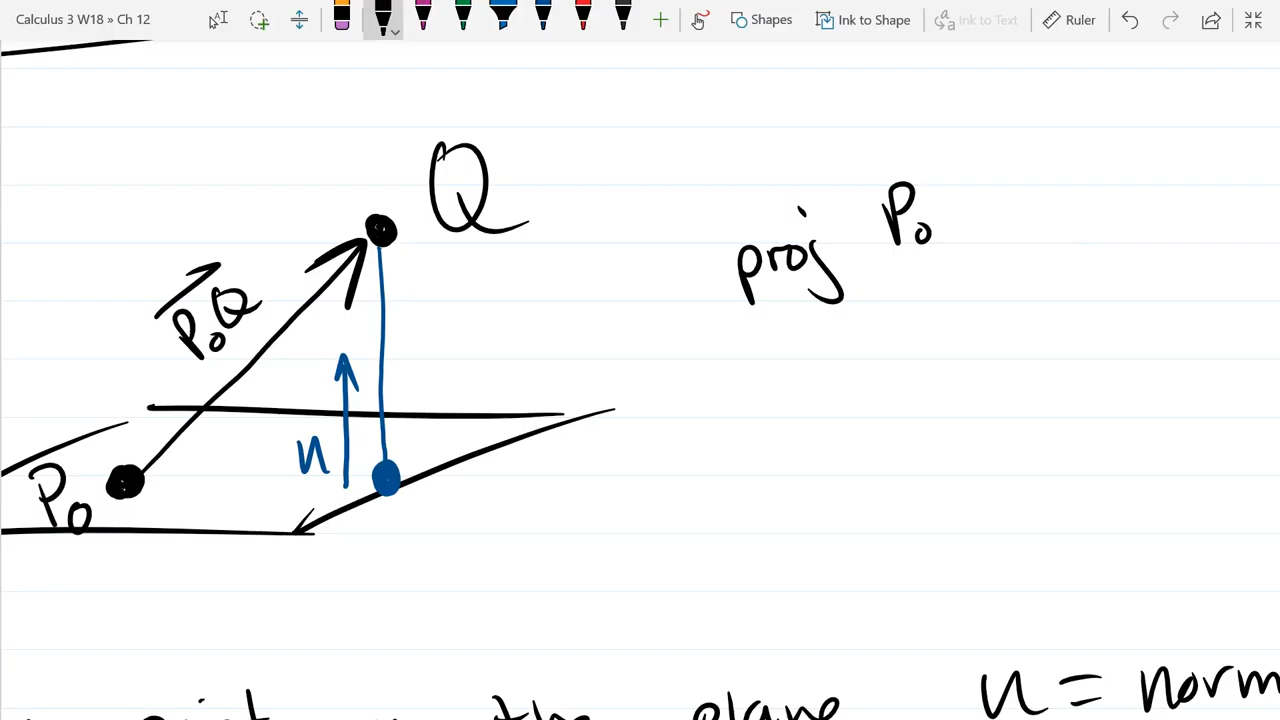 Calculus 3 W18 » Ch 12
Shapes
Ink to Shape
Ink to Text
Ruler
Q
proj P₀
P₀Q
n
P₀
the plane
n = norm